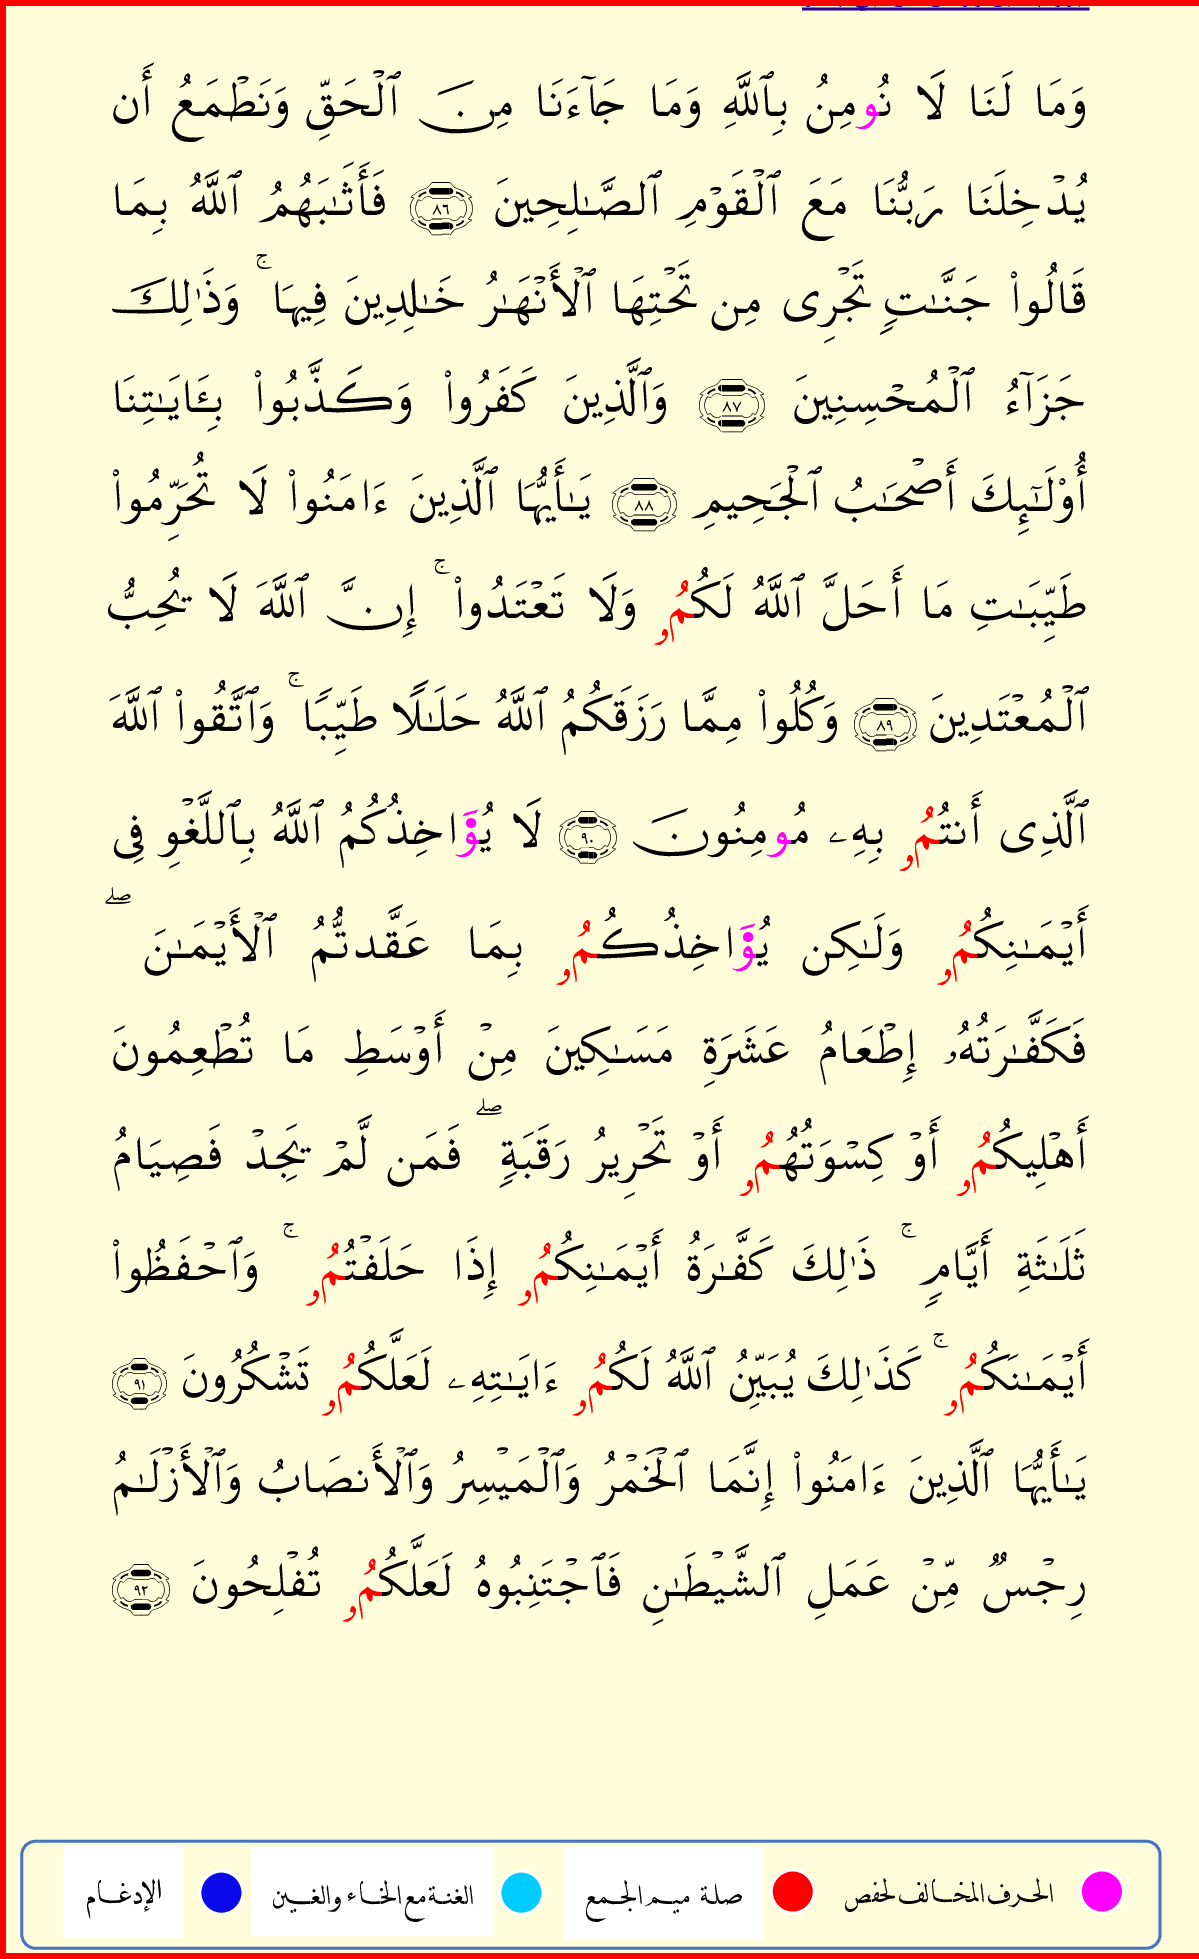 وَمَا لَنَا لَا نُومِنُ بِٱللَّهِ وَمَا جَآءَنَا مِنَ ٱلۡحَقِّ وَنَطۡمَعُ أَن
يُدۡخِلَنَا رَبُّنَا مَعَ ٱلۡقَوۡمِ ٱلصَّٰلِحِينَ ٨٦ فَأَثَٰبَهُمُ ٱللَّهُ بِمَا
قَالُواْ جَنَّٰتٖ تَجۡرِى مِن تَحۡتِهَا ٱلۡأَنۡهَٰرُ خَٰلِدِينَ فِيهَا ۚ وَذَٰلِكَ
جَزَآءُ ٱلۡمُحۡسِنِينَ ٨٧ وَٱلَّذِينَ كَفَرُواْ وَكَذَّبُواْ بِـَٔايَٰتِنَا
أُوْلَٰٓئِكَ أَصۡحَٰبُ ٱلۡجَحِيمِ ٨٨ يَٰٓأَيُّهَا ٱلَّذِينَ ءَامَنُواْ لَا تُحَرِّمُواْ
طَيِّبَٰتِ مَا أَحَلَّ ٱللَّهُ لَكُمُۥ وَلَا تَعۡتَدُواْ ۚ إِنَّ ٱللَّهَ لَا يُحِبُّ
ٱلۡمُعۡتَدِينَ ٨٩ وَكُلُواْ مِمَّا رَزَقَكُمُ ٱللَّهُ حَلَٰلٗا طَيِّبٗا ۚ وَٱتَّقُواْ ٱللَّهَ
ٱلَّذِى أَنتُمُۥ بِهِۦ مُومِنُونَ ٩٠ لَا يُؤَاخِذُكُمُ ٱللَّهُ بِٱللَّغۡوِ فِى
أَيۡمَٰنِكُمُۥ وَلَٰكِن يُؤَاخِذُكُمُۥ بِمَا عَقَّدتُّمُ ٱلۡأَيۡمَٰنَ ۖ
فَكَفَّٰرَتُهُۥ إِطۡعَامُ عَشَرَةِ مَسَٰكِينَ مِنۡ أَوۡسَطِ مَا تُطۡعِمُونَ
أَهۡلِيكُمُۥ أَوۡ كِسۡوَتُهُمُۥ أَوۡ تَحۡرِيرُ رَقَبَةٖ ۖ فَمَن لَّمۡ يَجِدۡ فَصِيَامُ
ثَلَٰثَةِ أَيَّامٖ ۚ ذَٰلِكَ كَفَّٰرَةُ أَيۡمَٰنِكُمُۥ إِذَا حَلَفۡتُمُۥ ۚ وَٱحۡفَظُواْ
أَيۡمَٰنَكُمُۥ ۚ كَذَٰلِكَ يُبَيِّنُ ٱللَّهُ لَكُمُۥ ءَايَٰتِهِۦ لَعَلَّكُمُۥ تَشۡكُرُونَ ٩١
يَٰٓأَيُّهَا ٱلَّذِينَ ءَامَنُواْ إِنَّمَا ٱلۡخَمۡرُ وَٱلۡمَيۡسِرُ وَٱلۡأَنصَابُ وَٱلۡأَزۡلَٰمُ
رِجۡسٞ مِّنۡ عَمَلِ ٱلشَّيۡطَٰنِ فَٱجۡتَنِبُوهُ لَعَلَّكُمُۥ تُفۡلِحُونَ ٩٢
الحرف المخالف لحفص صلة ميم الجمع الغنة مع الخاء والغين الإدغام